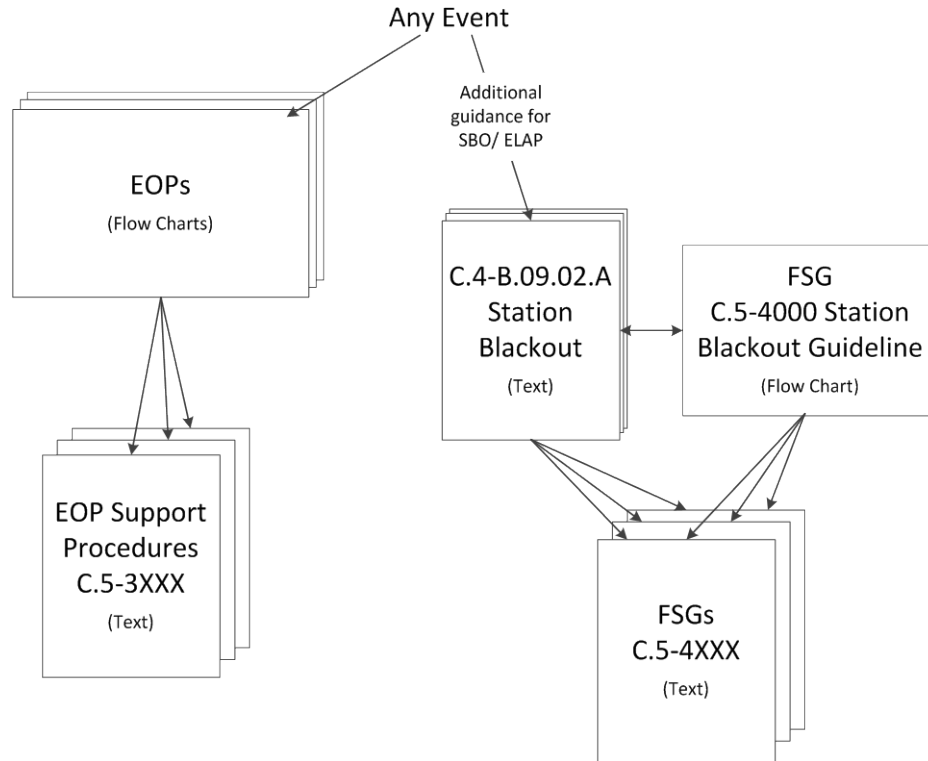 Any Event
Additional
guidance for
SBO/ ELAP
EOPs
(Flow Charts)
C.4-B.09.02.A
Station
Blackout
(Text)
FSG
C.5-4000 Station
Blackout Guideline
(Flow Chart)
EOP Support
Procedures
C.5-3XXX
(Text)
FSGs
C.5-4XXX
(Text)